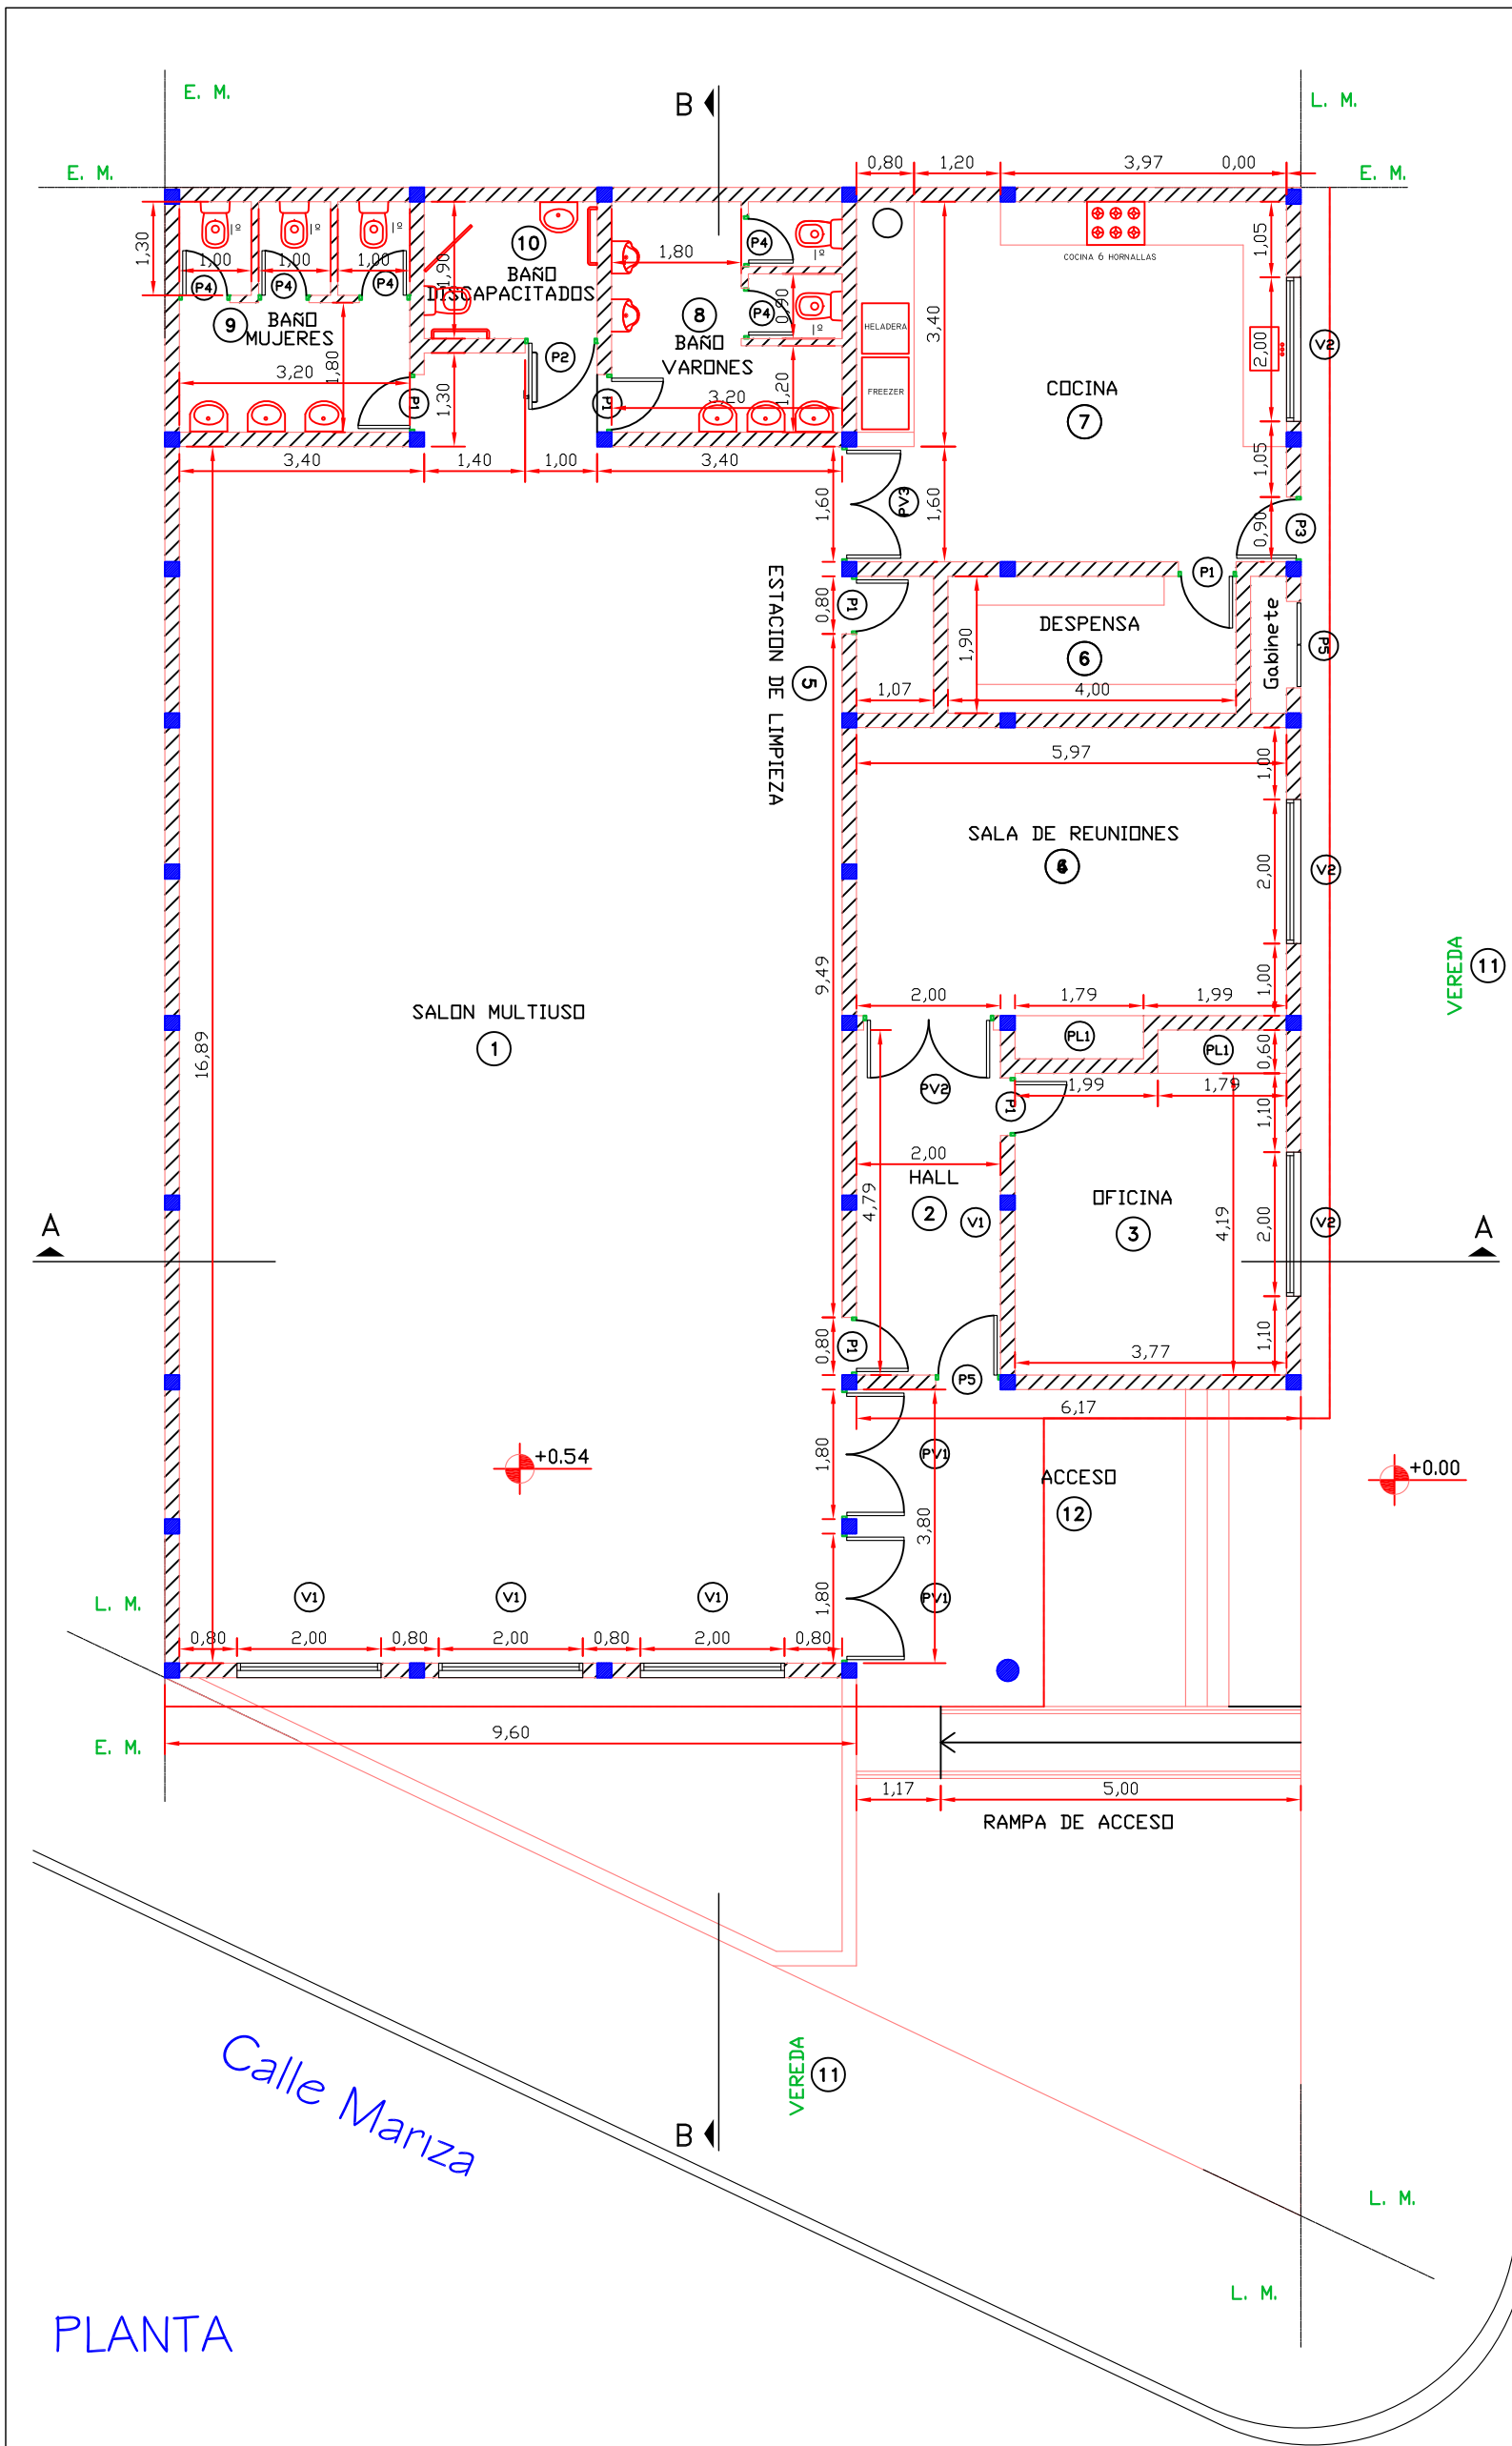 E. M.
L. M.
B
E. M.
0,80
1,20
3,97
0,00
E. M.
1,30
1,00
1,00
1,00
1º
1º
1º
P4
P4
P4
9
BAÑO
MUJERES
3,20
1,80
P1
1,90
10
BAÑO
DISCAPACITADOS
P2
1,30
P1
1,80
8
BAÑO
VARONES
3,20
P4
1º
0,90
P4
1º
1,20
3,40
HELADERA
FREEZER
COCINA 6 HORNALLAS
COCINA
7
1,05
2,00
V2
1,05
0,90
P3
3,40
1,40
1,00
3,40
1,60
PV3
1,60
P1
0,80
P1
ESTACION DE LIMPIEZA
5
1,07
1,90
DESPENSA
6
4,00
Gabinete
P5
5,97
1,00
SALA DE REUNIONES
2,00
V2
1,00
9,49
VEREDA
11
SALON MULTIUSO
1
16,89
2,00
1,79
1,99
PL1
PL1
0,60
PV2
P1
1,99
1,79
1,10
2,00
HALL
2
V1
4,79
OFICINA
3
4,19
2,00
V2
1,10
A
A
0,80
P1
P5
3,77
6,17
+0.54
1,80
PV1
3,80
ACCESO
12
+0.00
1,80
PV1
L. M.
V1
V1
V1
0,80
2,00
0,80
2,00
0,80
2,00
0,80
E. M.
9,60
1,17
5,00
RAMPA DE ACCESO
Calle Mariza
VEREDA
11
B
L. M.
L. M.
PLANTA